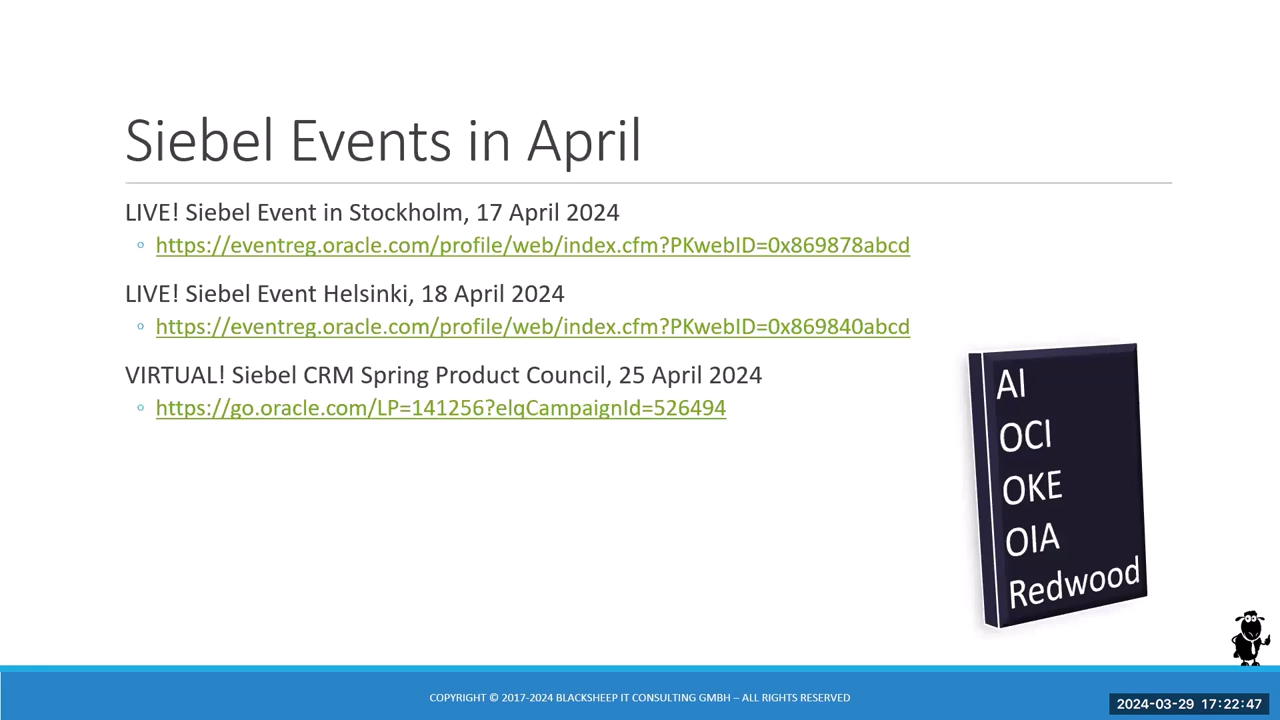 Siebel Events in April
LIVE! Siebel Event in Stockholm, 17 April 2024
https://eventreg.oracle.com/profile/web/index.cfm?PKwebID=0x869878abcd
LIVE! Siebel Event Helsinki, 18 April 2024
https://eventreg.oracle.com/profile/web/index.cfm?PKwebID=0x869840abcd
VIRTUAL! Siebel CRM Spring Product Council, 25 April 2024
https://go.oracle.com/LP=141256?elqCampaignId=526494
AI
OCI
OKE
OIA
Redwood
COPYRIGHT © 2017-2024 BLACKSHEEP IT CONSULTING GMBH – ALL RIGHTS RESERVED
2024-03-29 17:22:47